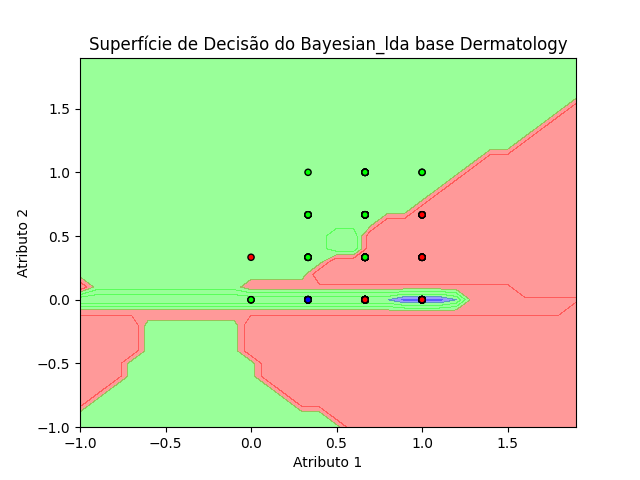 Superfície de Decisão do Bayesian_lda base Dermatology
Atributo 2
1.5
1.0
0.5
0.0
−0.5
−1.0
−1.0 −0.5 0.0 0.5 1.0 1.5
Atributo 1